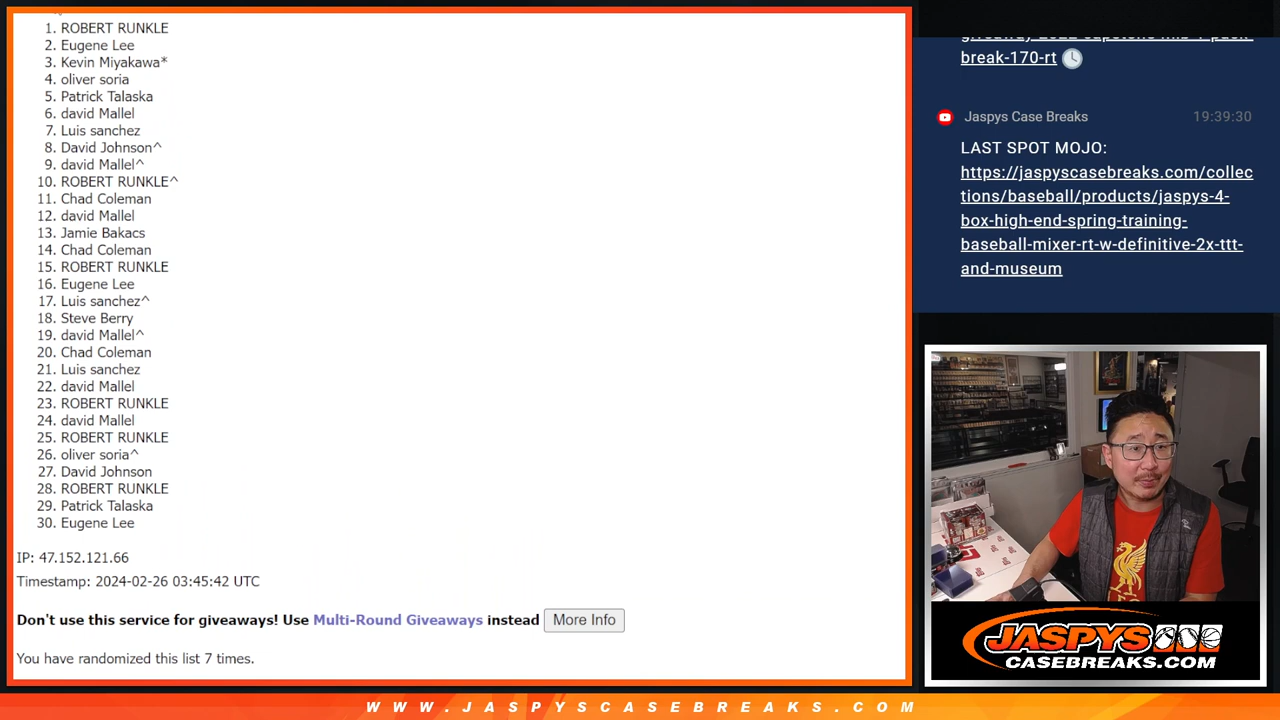 1. ROBERT RUNKLE
2. Eugene Lee
3. Kevin Miyakawa*
4. oliver soria
5. Patrick Talaska
6. david Mallel
7. Luis sanchez
8. David Johnson^
9. david Mallel^
10. ROBERT RUNKLE^
11. Chad Coleman
12. david Mallel
13. Jamie Bakacs
14. Chad Coleman
15. ROBERT RUNKLE
16. Eugene Lee
17. Luis sanchez^
18. Steve Berry
19. david Mallel^
20. Chad Coleman
21. Luis sanchez
22. david Mallel
23. ROBERT RUNKLE
24. david Mallel
25. ROBERT RUNKLE
26. oliver soria^
27. David Johnson
28. ROBERT RUNKLE
29. Patrick Talaska
30. Eugene Lee
IP: 47.152.121.66
Timestamp: 2024-02-26 03:45:42 UTC
Don't use this service for giveaways! Use Multi-Round Giveaways instead More Info
You have randomized this list 7 times.
break-170-rt
Jaspys Case Breaks 19:39:30
LAST SPOT MOJO:
https://jaspyscasebreaks.com/collec
tions/baseball/products/jaspys-4-
box-high-end-spring-training-
baseball-mixer-rt-w-definitive-2x-ttt-
and-museum
JASPYS
CASEBREAKS.COM
WWW.JASPYSCASEBREAKS.COM